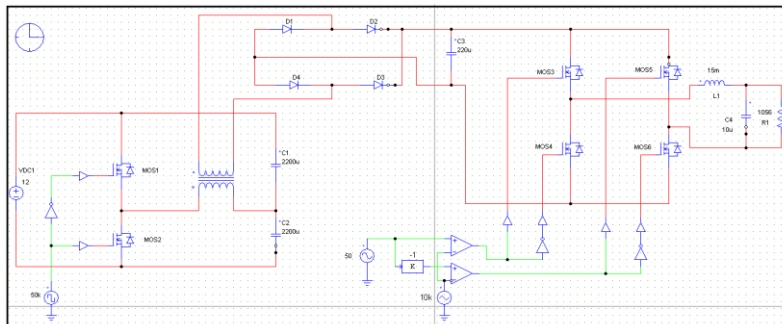 D1
D2
C3
220u
D4
D3
MOS3
MOS5
15m
L1
C4
10u
1056
R1
MOS4
MOS6
VDC1
12
MOS1
MOS2
C1
2200u
C2
2200u
50k
50
-1
K
10k